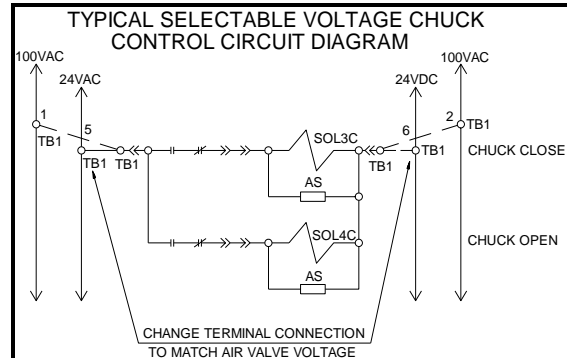 TYPICAL SELECTABLE VOLTAGE CHUCK
CONTROL CIRCUIT DIAGRAM
100VAC
24VAC
24VDC
100VAC
1
TB1
5
TB1
TB1
SOL3C
AS
6
TB1
TB1
2
TB1
CHUCK CLOSE
SOL4C
AS
CHUCK OPEN
CHANGE TERMINAL CONNECTION
TO MATCH AIR VALVE VOLTAGE